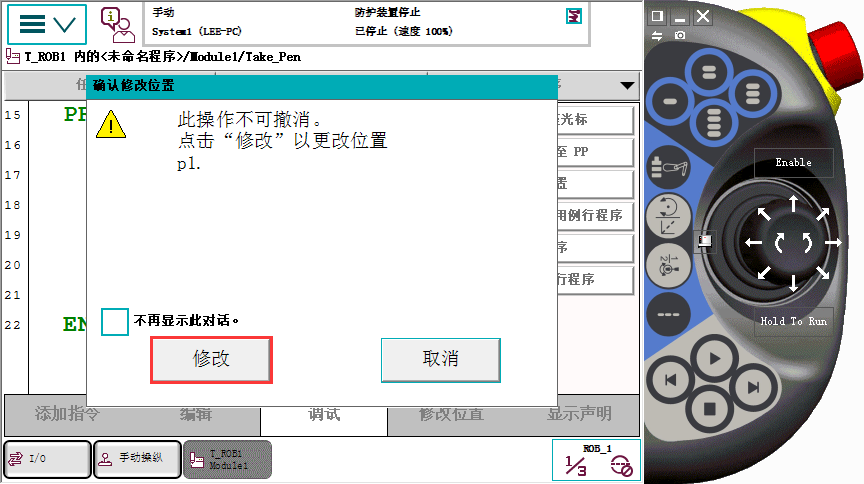 手动
防护装置停止
System1 (LEE-PC)
已停止 (速度 100%)
T_ROB1 内的<未命名程序>/Module1/Take_Pen
确认修改位置
此操作不可撤消。
点击“修改”以更改位置
p1.
不再显示此对话。
修改
取消
15
16
17
18
19
20
21
22
PR
EN
光标
至 PP
置
用例行程序
序
行程序
添加指令
编辑
调试
修改位置
显示声明
I/O
手动操纵
T_ROB1
Module1
ROB_1
1/3
Enable
Hold To Run